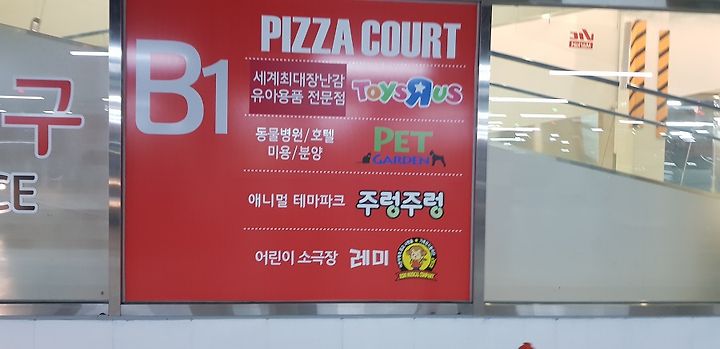 구
CE
B1
PIZZA COURT
세계최대장난감
유아용품 전문점
TOYSRUS
동물병원/호텔
미용/분양
PET
GARDEN
애니멀 테마파크
주렁주렁
어린이 소극장
레미